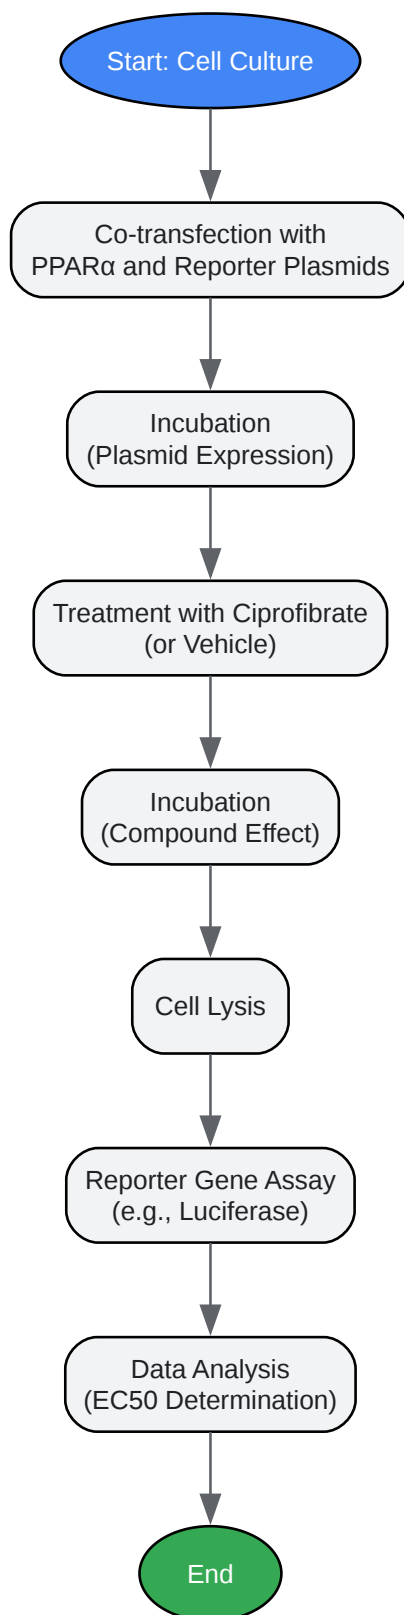 Start: Cell Culture
Co-transfection with
PPARα and Reporter Plasmids
Incubation
(Plasmid Expression)
Treatment with Ciprofibrate
(or Vehicle)
Incubation
(Compound Effect)
Cell Lysis
Reporter Gene Assay
(e.g., Luciferase)
Data Analysis
(EC50 Determination)
End